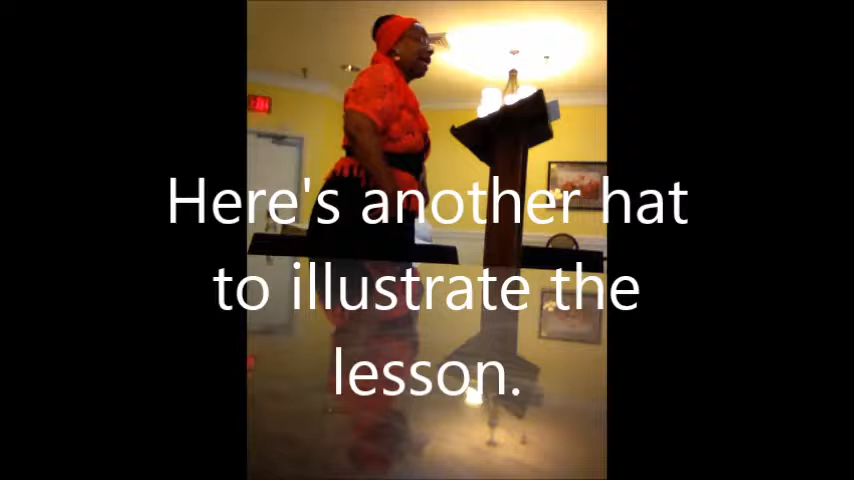 Here's another hat
to illustrate the
lesson.